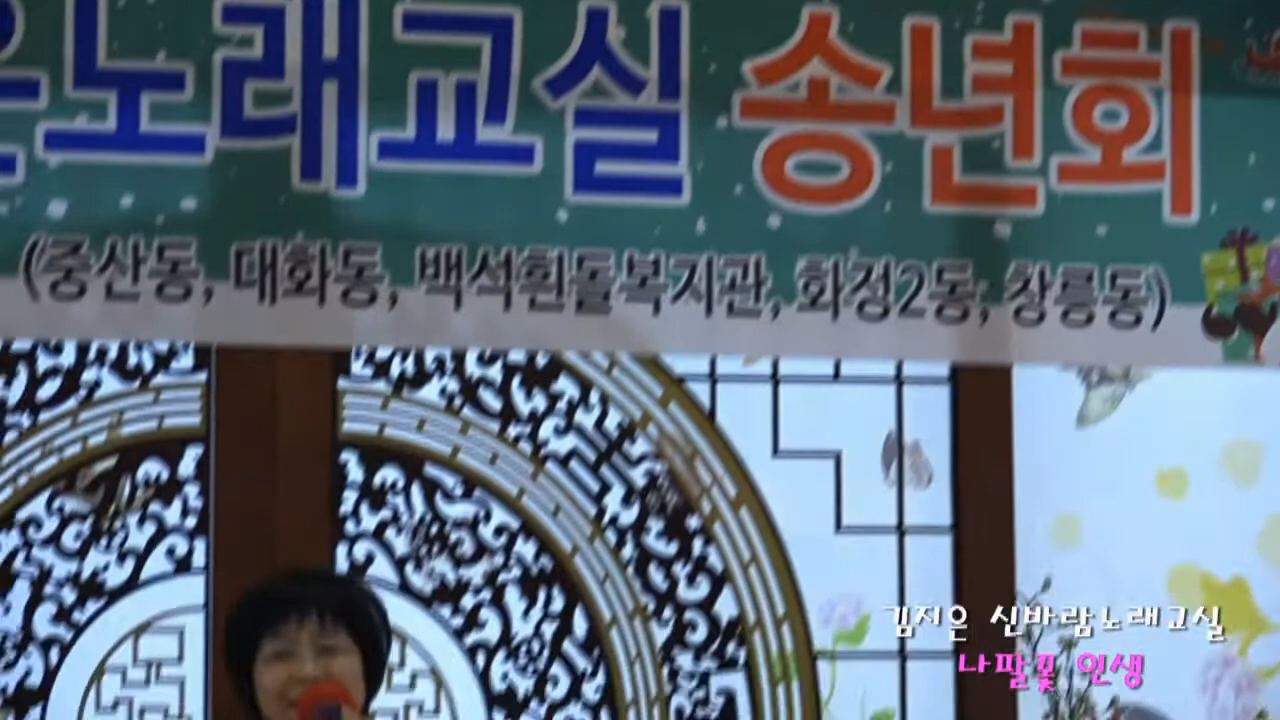 은노래교실 송년회
(중산동, 대화동, 백석흰돌복지관, 화정2동, 창릉동)
김지은 신바람노래교실
나팔꽃 인생